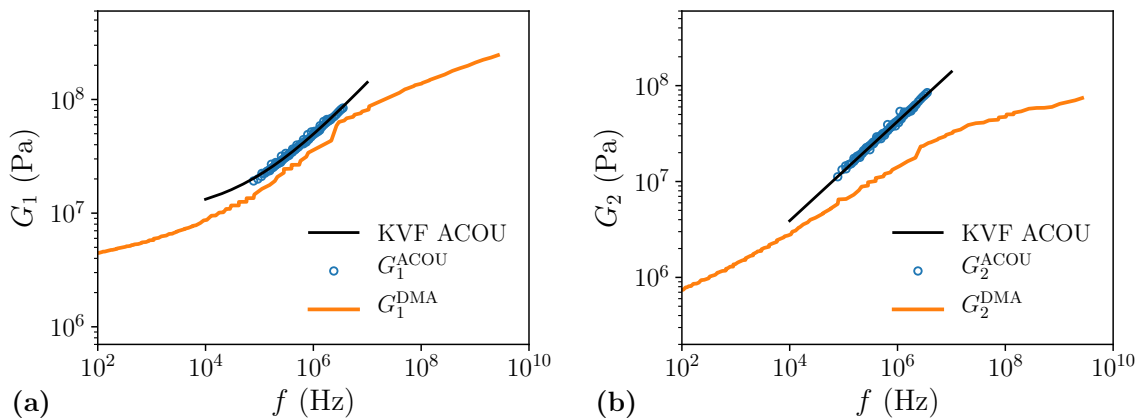 10^8
10^7
10^6
G_1 (Pa)
KVF ACOU
G_1^ACOU
G_1^DMA
10^2 10^4 10^6 10^8 10^10
(a) f (Hz)
10^8
10^7
10^6
G_2 (Pa)
KVF ACOU
G_2^ACOU
G_2^DMA
10^2 10^4 10^6 10^8 10^10
(b) f (Hz)